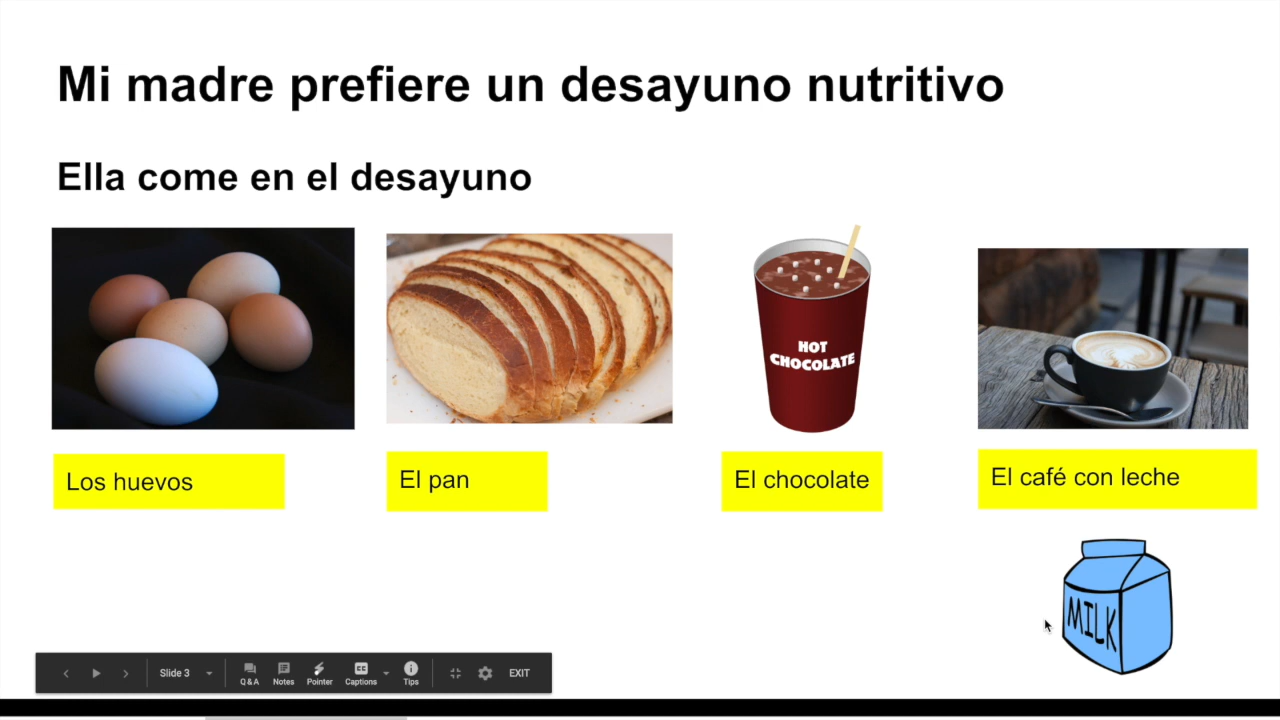 Mi madre prefiere un desayuno nutritivo
Ella come en el desayuno
HOT
CHOCOLATE
Los huevos
El pan
El chocolate
El café con leche
MILK
Slide 3
Q & A
Notes
Pointer
Captions
Tips
EXIT